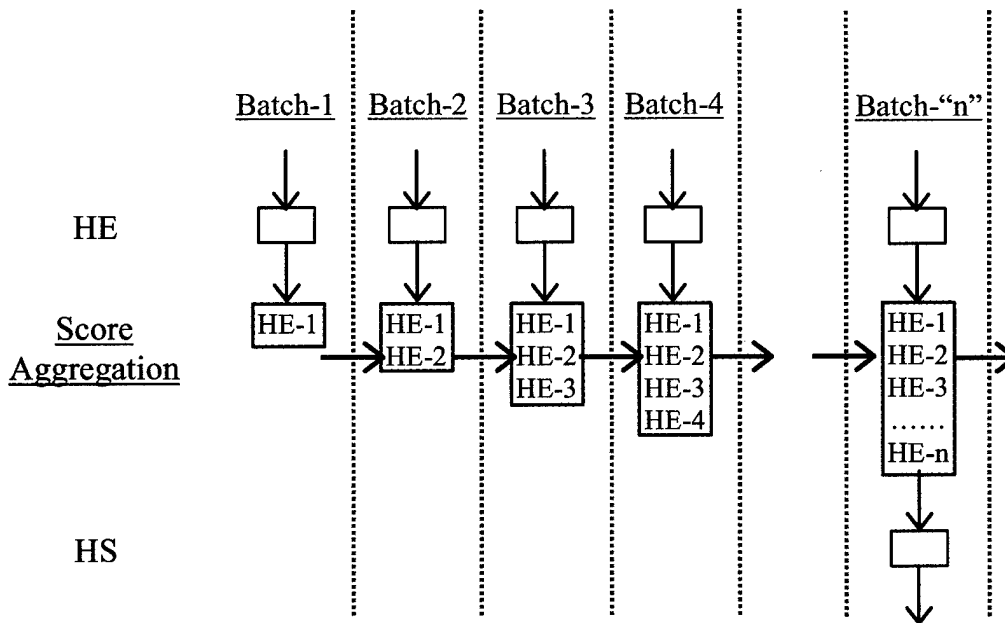 Batch-1 Batch-2 Batch-3 Batch-4 Batch-“n”
HE
Score
Aggregation
HE-1
HE-1
HE-2
HE-1
HE-2
HE-3
HE-1
HE-2
HE-3
HE-4
HE-1
HE-2
HE-3
......
HE-n
HS